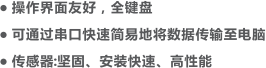 ● 操作界面友好，全键盘
● 可通过串口快速简易地将数据传输至电脑
● 传感器:坚固、安装快速、高性能